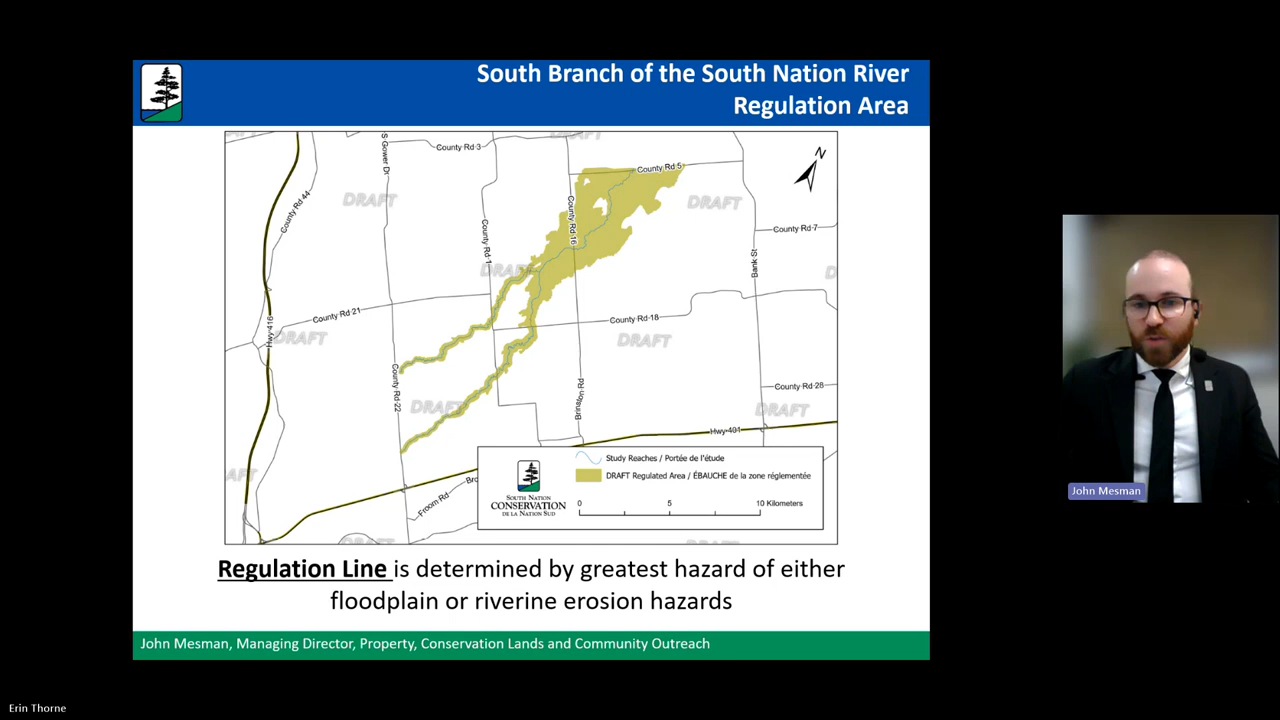 South Branch of the South Nation River
Regulation Area
S Gower Dr
County Rd 3
County Rd 5
N
County Rd 44
DRAFT
DRAFT
DRAFT
County Rd 16
County Rd 1
County Rd 7
Bank St
DRAFT
D
County Rd 21
County Rd 18
Hwy 416
DRAFT
DRAFT
County Rd 22
Brinston Rd
County Rd 28
DRAFT
DRAFT
Hwy 401
AFT
Froom Rd
Bro
DRAFT
Study Reaches / Portée de l'étude
DRAFT Regulated Area / ÉBAUCHE de la zone réglementée
SOUTH NATION
CONSERVATION
DE LA NATION SUD
0 5 10 Kilometers
Regulation Line is determined by greatest hazard of either
floodplain or riverine erosion hazards
John Mesman, Managing Director, Property, Conservation Lands and Community Outreach
John Mesman
Erin Thorne